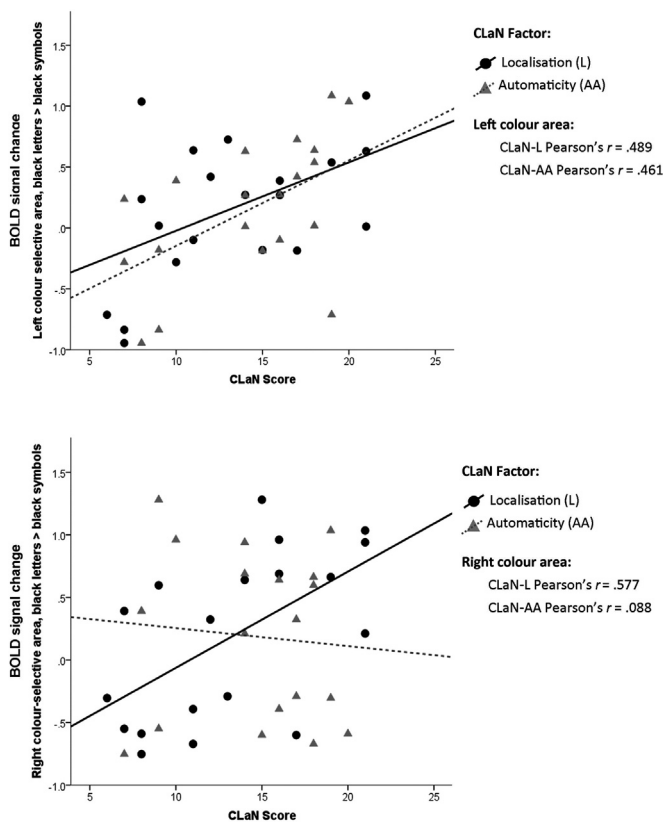 CLaN Factor:
Localisation (L)
Automaticity (AA)
Left colour area:
CLaN-L Pearson's r = .489
CLaN-AA Pearson's r = .461
BOLD signal change
Left colour selective area, black letters > black symbols
1.5
1.0
.5
.0
-.5
-1.0
5 10 15 20 25
CLaN Score
CLaN Factor:
Localisation (L)
Automaticity (AA)
Right colour area:
CLaN-L Pearson's r = .577
CLaN-AA Pearson's r = .088
BOLD signal change
Right colour-selective area, black letters > black symbols
1.5
1.0
.5
.0
-.5
-1.0
5 10 15 20 25
CLaN Score